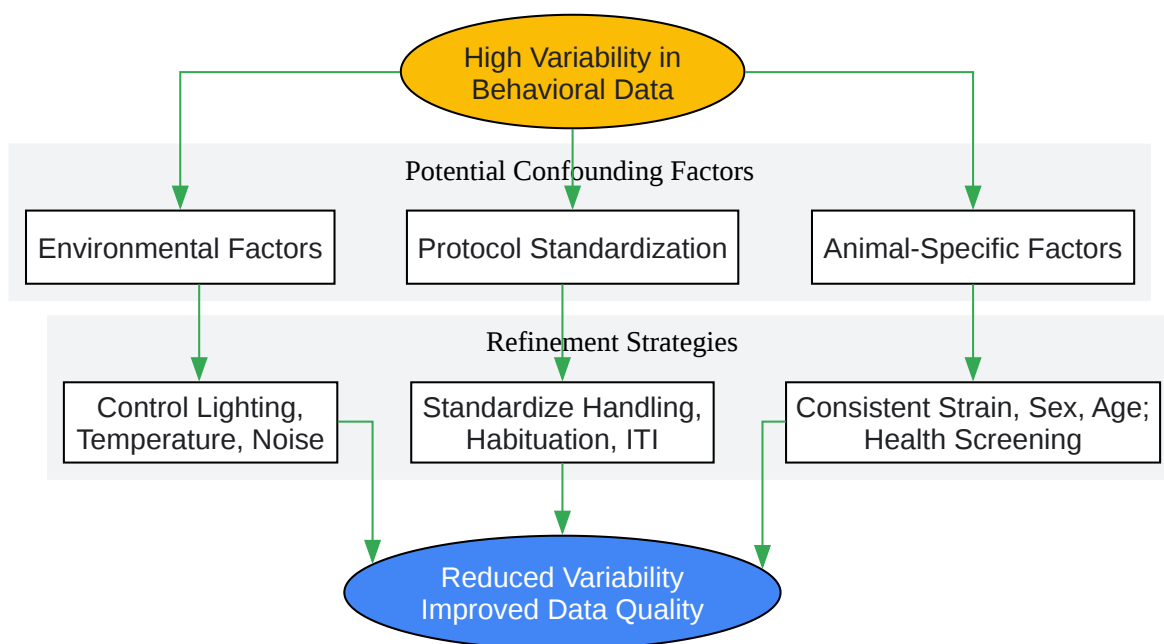 High Variability in
Behavioral Data
Potential Confounding Factors
Environmental Factors
Protocol Standardization
Animal-Specific Factors
Refinement Strategies
Control Lighting,
Temperature, Noise
Standardize Handling,
Habituation, ITI
Consistent Strain, Sex, Age;
Health Screening
Reduced Variability
Improved Data Quality